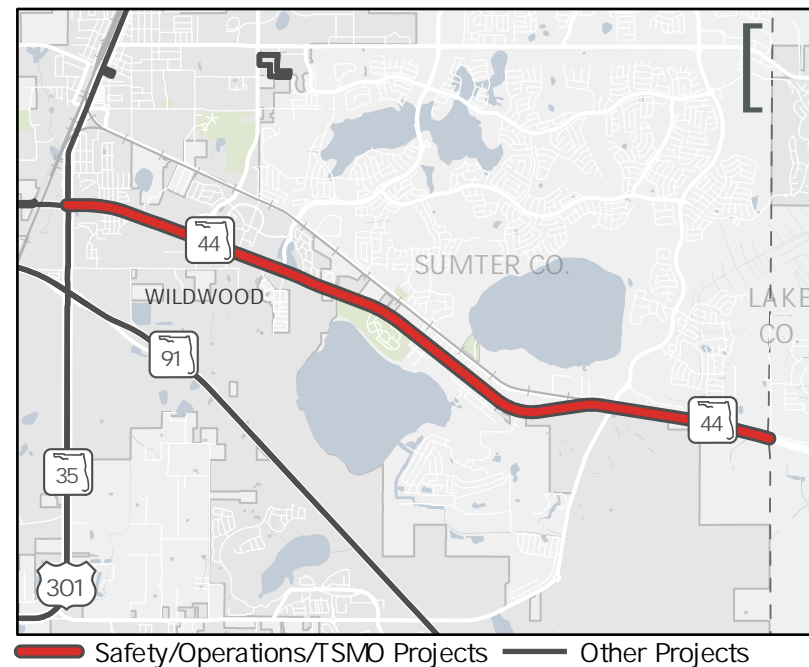 44
SUMTER CO.
WILDWOOD
LAKE
CO.
91
44
35
301
Safety/Operations/TSMO Projects
Other Projects